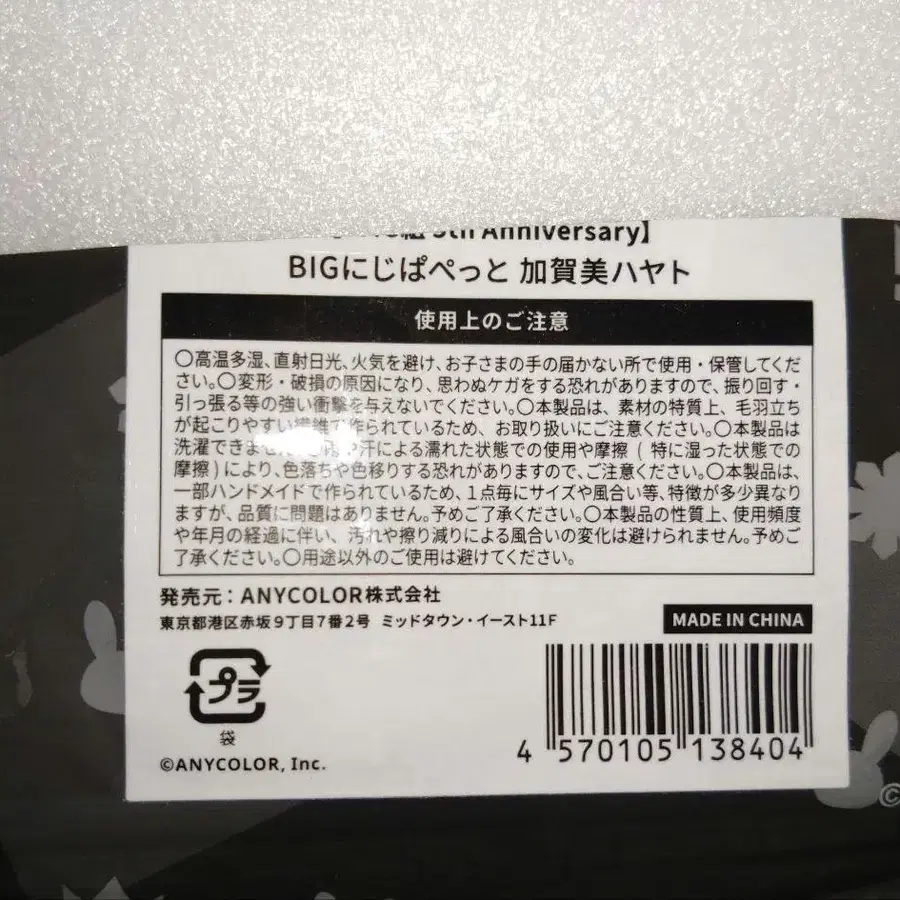 5th Anniversary】
BIGにじぱぺっと 加賀美ハヤト
使用上のご注意
〇高温多湿、直射日光、火気を避け、お子さまの手の届かない所で使用・保管してくだ
さい。〇変形・破損の原因になり、思わぬケガをする恐れがありますので、振り回す・
引っ張る等の強い衝撃を与えないでください。〇本製品は、素材の特質上、毛羽立ち
が起こりやすい繊維で作られているため、お取り扱いにご注意ください。〇本製品は
洗濯できません 汗による濡れた状態での使用や摩擦 ( 特に湿った状態での
摩擦 ) により、色落ちや色移りする恐れがありますので、ご注意ください。〇本製品は、
一部ハンドメイドで作られているため、1点毎にサイズや風合い等、特徴が多少異なり
ますが、品質に問題はありません。予めご了承ください。〇本製品の性質上、使用頻度
や年月の経過に伴い、汚れや擦り減りによる風合いの変化は避けられません。予めご
了承ください。〇用途以外のご使用は避けてください。
発売元：ANYCOLOR株式会社
東京都港区赤坂9丁目7番2号 ミッドタウン・イースト11F
MADE IN CHINA
プラ
袋
4 570105 138404
©ANYCOLOR, Inc.
©